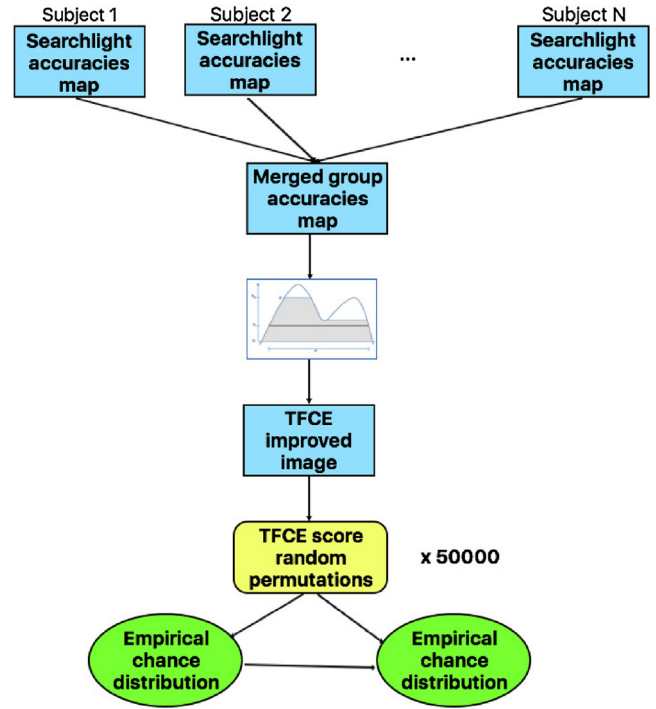 Subject 1
Subject 2
Subject N
Searchlight
accuracies
map
Searchlight
accuracies
map
...
Searchlight
accuracies
map
Merged group
accuracies
map
TFCE
improved
image
TFCE score
random
permutations
x 50000
Empirical
chance
distribution
Empirical
chance
distribution